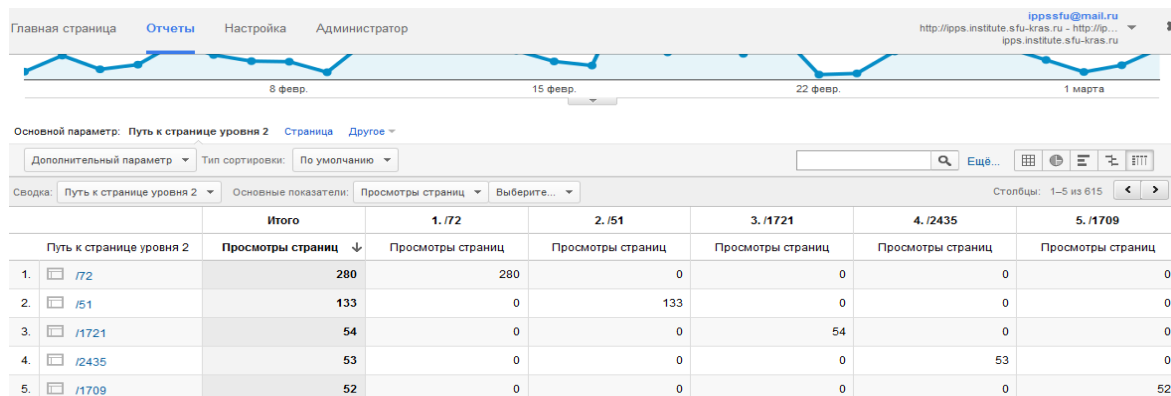 ippssfu@mail.ru
Главная страница Отчеты Настройка Администратор http://ipps.institute.sfu-kras.ru - http://ip...
ipps.institute.sfu-kras.ru
8 февр. 15 февр. 22 февр. 1 марта
Основной параметр: Путь к странице уровня 2 Страница Другое
Дополнительный параметр Тип сортировки: По умолчанию Ещё...
Сводка: Путь к странице уровня 2 Основные показатели: Просмотры страниц Выберите... Столбцы: 1–5 из 615
Итого 1. /72 2. /51 3. /1721 4. /2435 5. /1709
Путь к странице уровня 2 Просмотры страниц Просмотры страниц Просмотры страниц Просмотры страниц Просмотры страниц Просмотры страниц
1. /72 280 280 0 0 0 0
2. /51 133 0 133 0 0 0
3. /1721 54 0 0 54 0 0
4. /2435 53 0 0 0 53 0
5. /1709 52 0 0 0 0 52